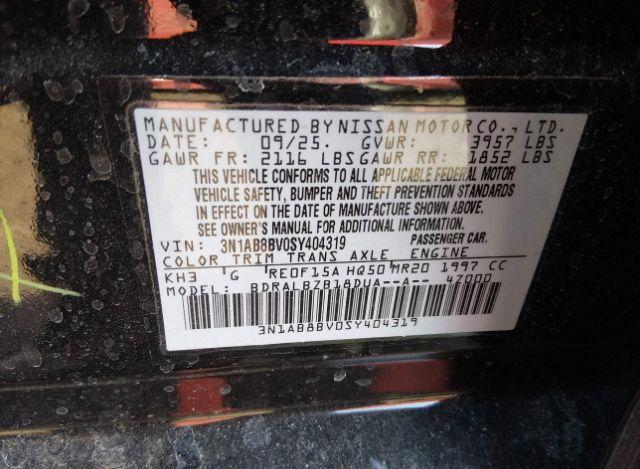 MANUFACTURED BY NISSAN MOTOR CO., LTD.
DATE: 09/25. GVWR: 3957 LBS
GAWR FR: 2116 LBS GAWR RR: 1852 LBS
THIS VEHICLE CONFORMS TO ALL APPLICABLE FEDERAL MOTOR
VEHICLE SAFETY, BUMPER AND THEFT PREVENTION STANDARDS
IN EFFECT ON THE DATE OF MANUFACTURE SHOWN ABOVE.
SEE OWNER'S MANUAL FOR ADDITIONAL INFORMATION.
VIN: 3N1AB8BV0SY404319 PASSENGER CAR.
COLOR TRIM TRANS AXLE ENGINE
KH3 G RE0F15A HQ50 MR20 1997 CC
MODEL: BDRALBZB18DUA--A-- 4Z000
3N1AB8BV0SY404319